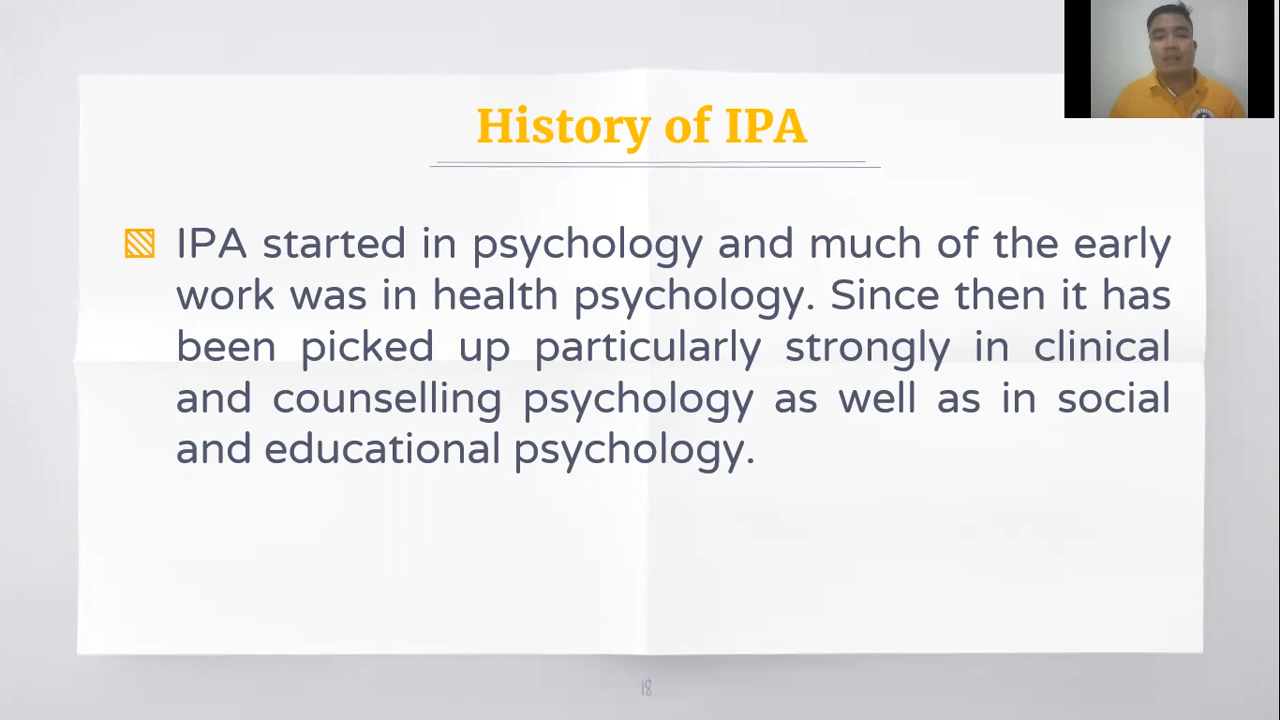 History of IPA
IPA started in psychology and much of the early
work was in health psychology. Since then it has
been picked up particularly strongly in clinical
and counselling psychology as well as in social
and educational psychology.
18